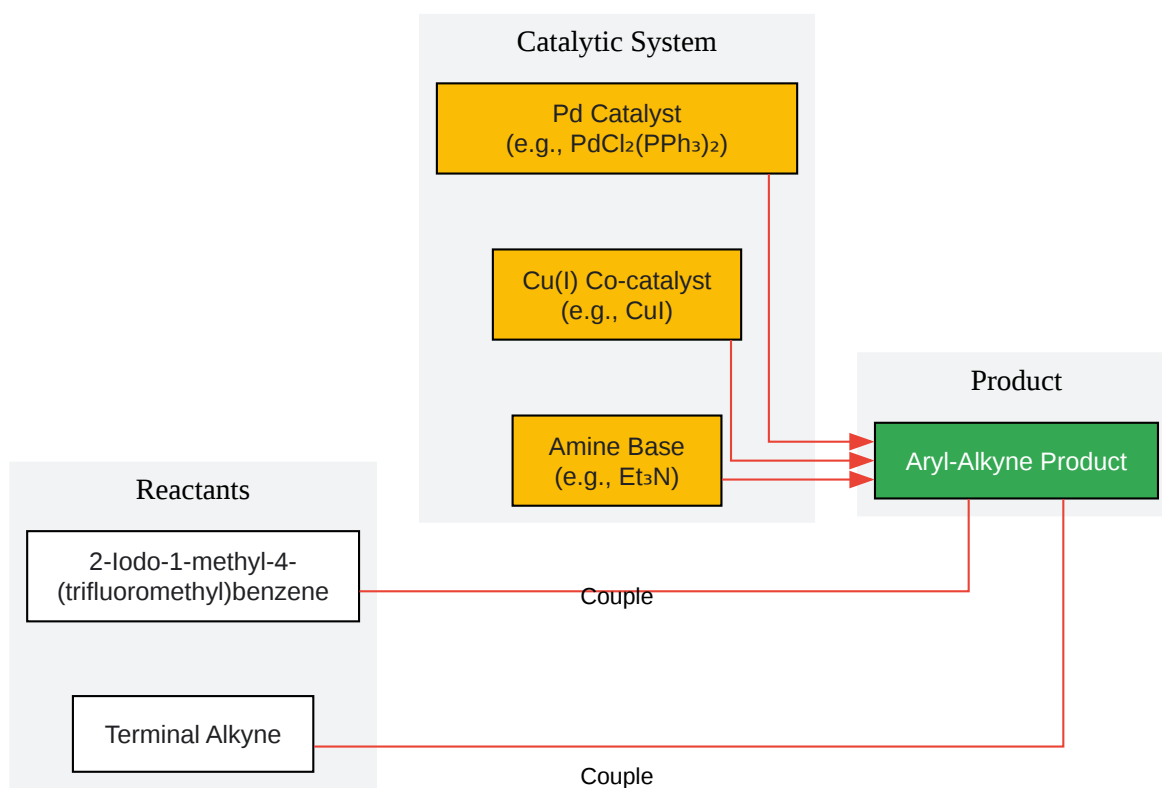 Catalytic System
Pd Catalyst
(e.g., PdCl₂(PPh₃)₂)
Cu(I) Co-catalyst
(e.g., CuI)
Amine Base
(e.g., Et₃N)
Product
Aryl-Alkyne Product
Reactants
2-Iodo-1-methyl-4-
(trifluoromethyl)benzene
Couple
Terminal Alkyne
Couple